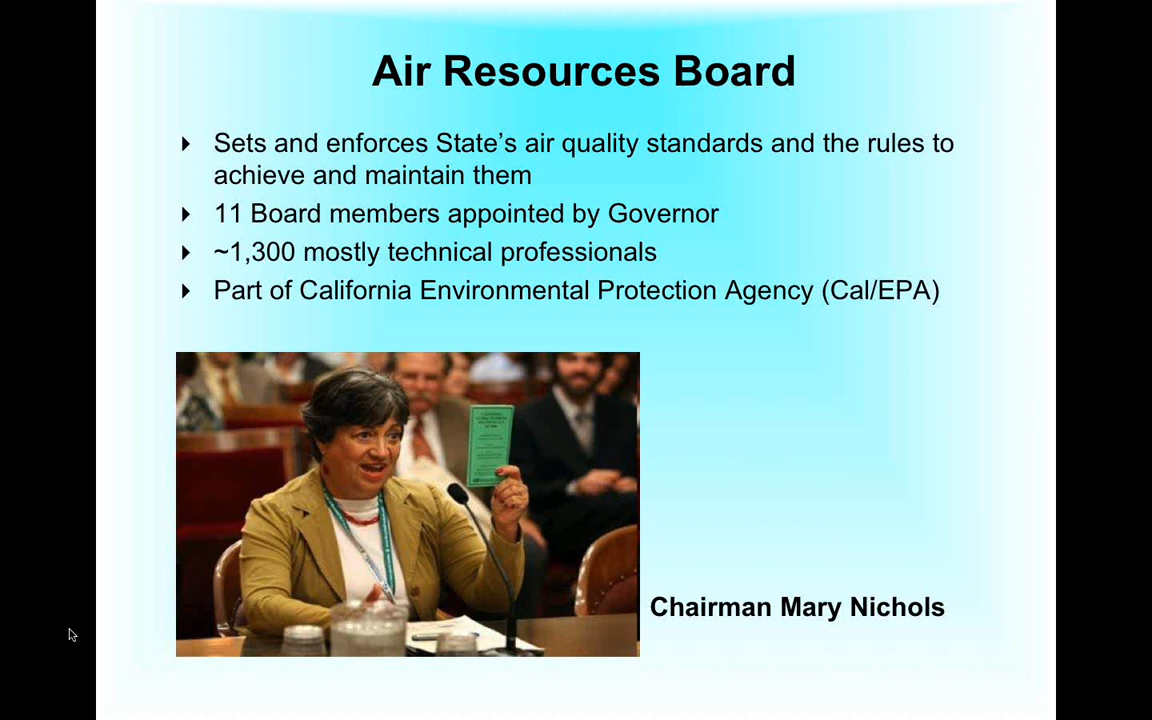 Air Resources Board
Sets and enforces State’s air quality standards and the rules to
achieve and maintain them
11 Board members appointed by Governor
~1,300 mostly technical professionals
Part of California Environmental Protection Agency (Cal/EPA)
Chairman Mary Nichols